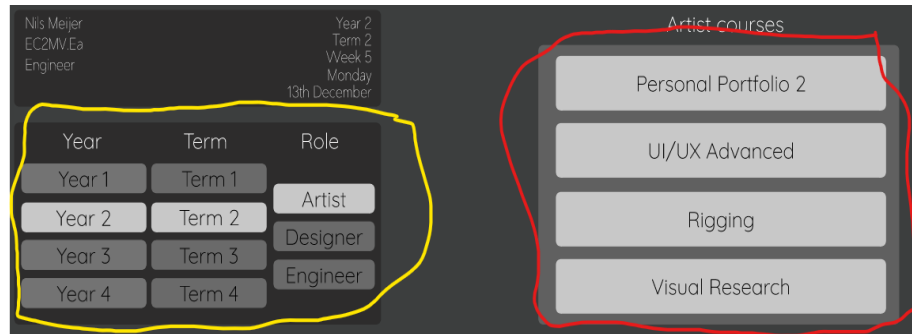 Nils Meijer
EC2MV.Ea
Engineer
Year 2
Term 2
Week 5
Monday
13th December
Year Term Role
Year 1 Term 1
Artist
Year 2 Term 2
Designer
Year 3 Term 3
Engineer
Year 4 Term 4
Artist courses
Personal Portfolio 2
UI/UX Advanced
Rigging
Visual Research